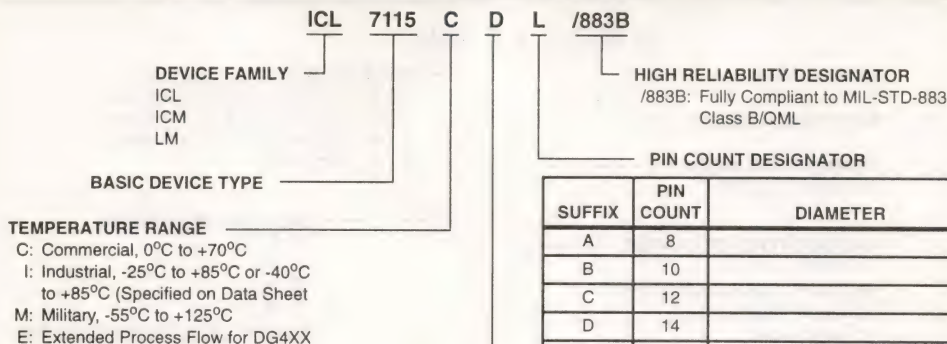 ICL 7115 C D L /883B
DEVICE FAMILY
ICL
ICM
LM
BASIC DEVICE TYPE
TEMPERATURE RANGE
C: Commercial, 0°C to +70°C
I: Industrial, -25°C to +85°C or -40°C
to +85°C (Specified on Data Sheet
M: Military, -55°C to +125°C
E: Extended Process Flow for DG4XX
HIGH RELIABILITY DESIGNATOR
/883B: Fully Compliant to MIL-STD-883
Class B/QML
PIN COUNT DESIGNATOR
SUFFIX PIN COUNT DIAMETER
A 8
B 10
C 12
D 14